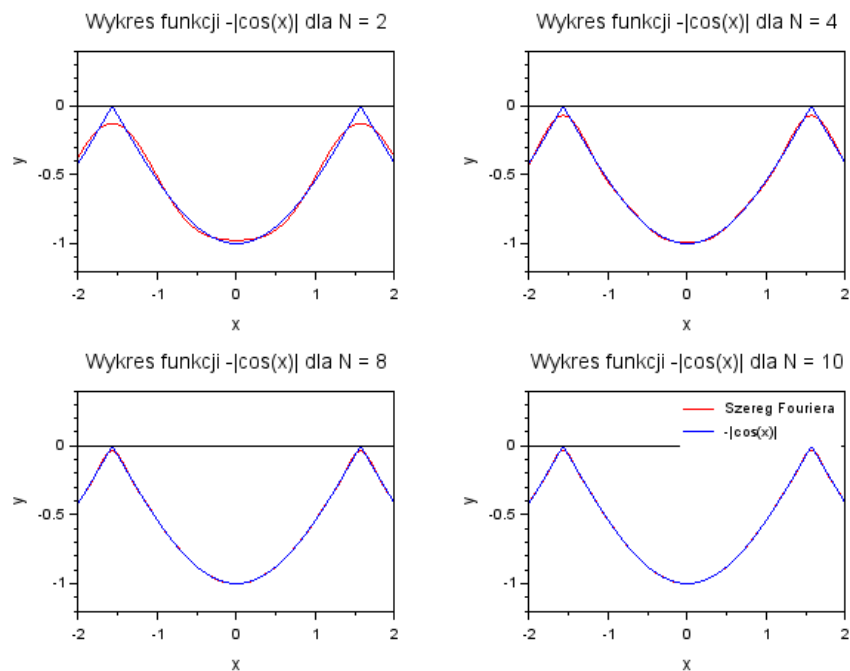 Wykres funkcji -|cos(x)| dla N = 2
0
-0.5
-1
y
-2 -1 0 1 2
x
Wykres funkcji -|cos(x)| dla N = 4
0
-0.5
-1
y
-2 -1 0 1 2
x
Wykres funkcji -|cos(x)| dla N = 8
0
-0.5
-1
y
-2 -1 0 1 2
x
Wykres funkcji -|cos(x)| dla N = 10
Szereg Fouriera
-|cos(x)|
0
-0.5
-1
y
-2 -1 0 1 2
x